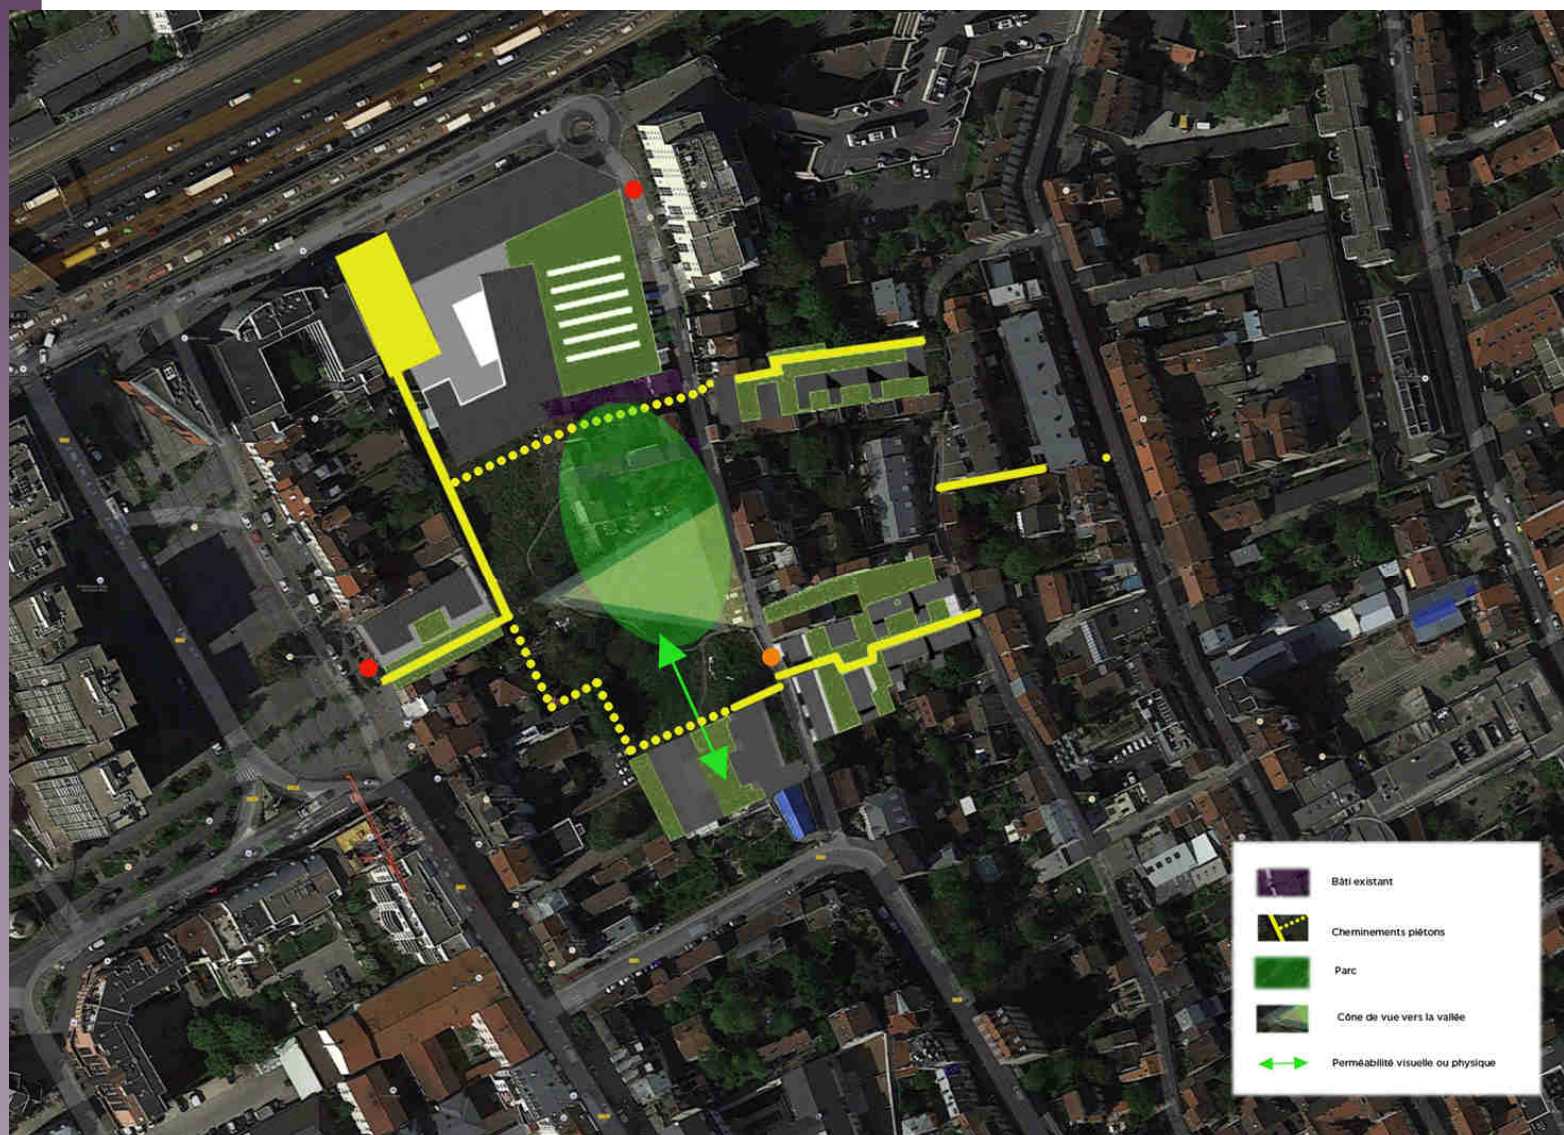 Bâti existant
Cheminements piétons
Parc
Cône de vue vers la vallée
Perméabilité visuelle ou physique